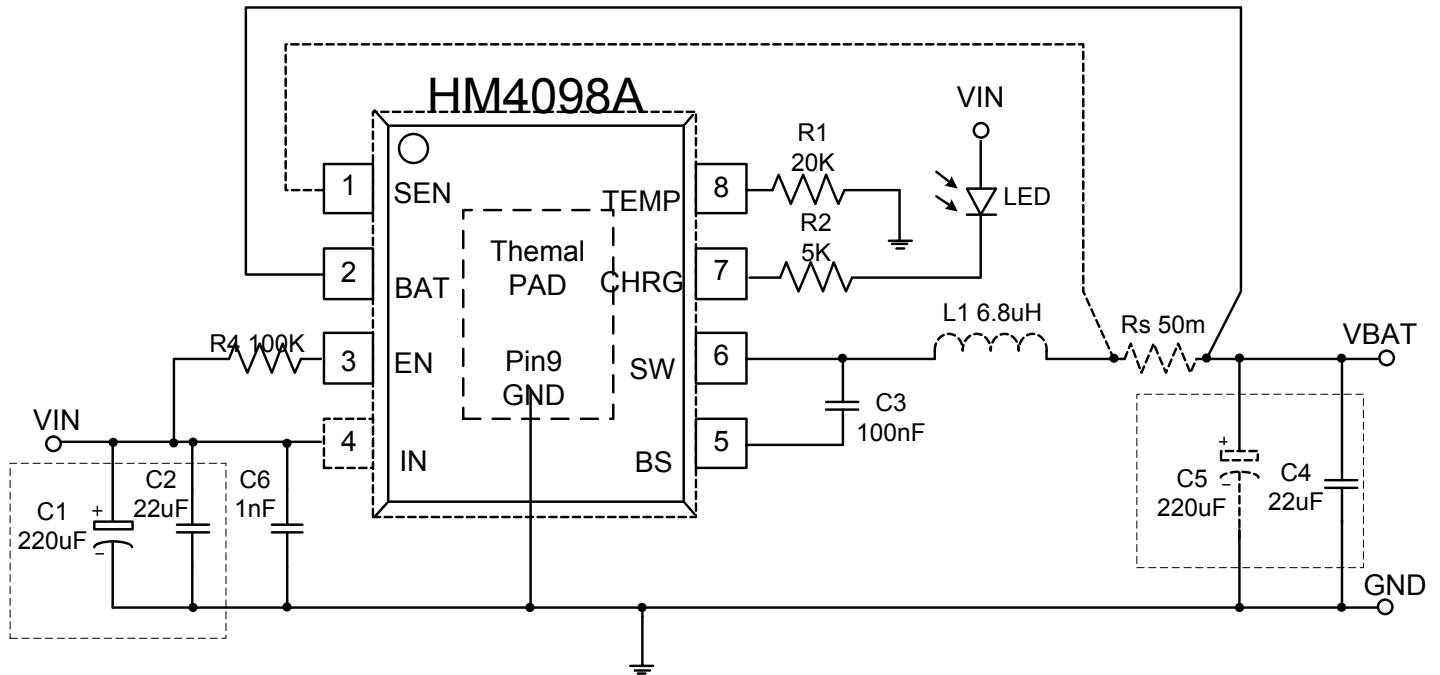 HM4098A
VIN
R1
20K
1
SEN
8
TEMP
LED
R2
5K
Themal
PAD
2
BAT
7
CHRG
L1 6.8uH
Rs 50m
VBAT
R4 100K
3
EN
Pin9
GND
6
SW
C3
100nF
VIN
4
IN
5
BS
C1
220uF
+
−
C2
22uF
C6
1nF
+
−
C5
220uF
C4
22uF
GND